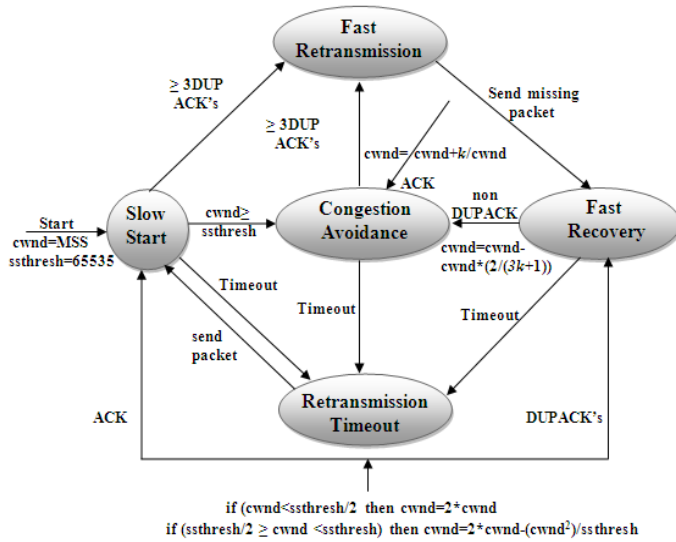 Fast
Retransmission
≥ 3DUP
ACK's
≥ 3DUP
ACK's
Send missing
packet
cwnd= cwnd+k/cwnd
ACK
Start
cwnd=MSS
ssthresh=65535
Slow
Start
cwnd≥
ssthresh
Congestion
Avoidance
non
DUPACK
Fast
Recovery
cwnd=cwnd-
cwnd*(2/(3k+1))
Timeout
Timeout
Timeout
send
packet
Retransmission
Timeout
ACK
DUPACK's
if (cwnd<ssthresh/2 then cwnd=2*cwnd
if (ssthresh/2 ≥ cwnd <ssthresh) then cwnd=2*cwnd-(cwnd²)/ssthresh